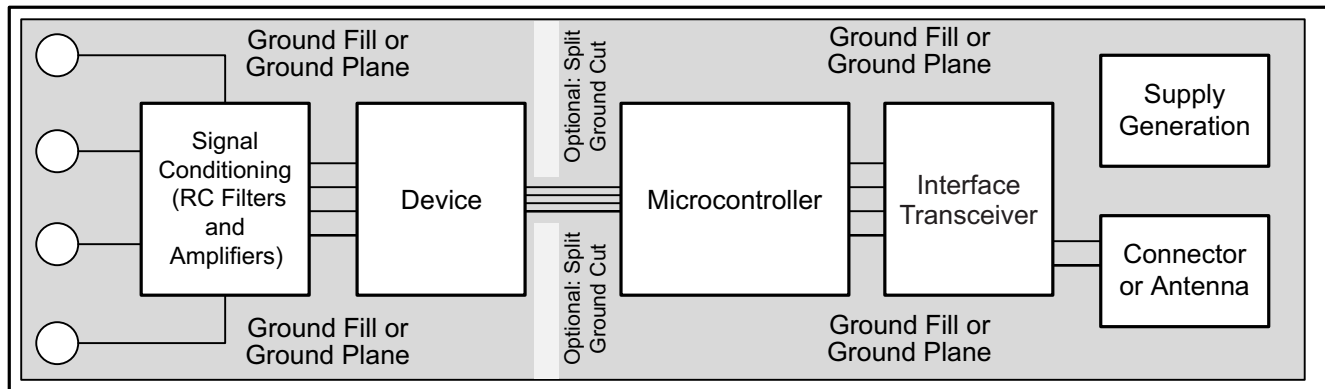 Ground Fill or
Ground Plane
Optional: Split
Ground Cut
Ground Fill or
Ground Plane
Supply
Generation
Signal
Conditioning
(RC Filters
and
Amplifiers)
Device
Microcontroller
Interface
Transceiver
Connector
or Antenna
Ground Fill or
Ground Plane
Optional: Split
Ground Cut
Ground Fill or
Ground Plane